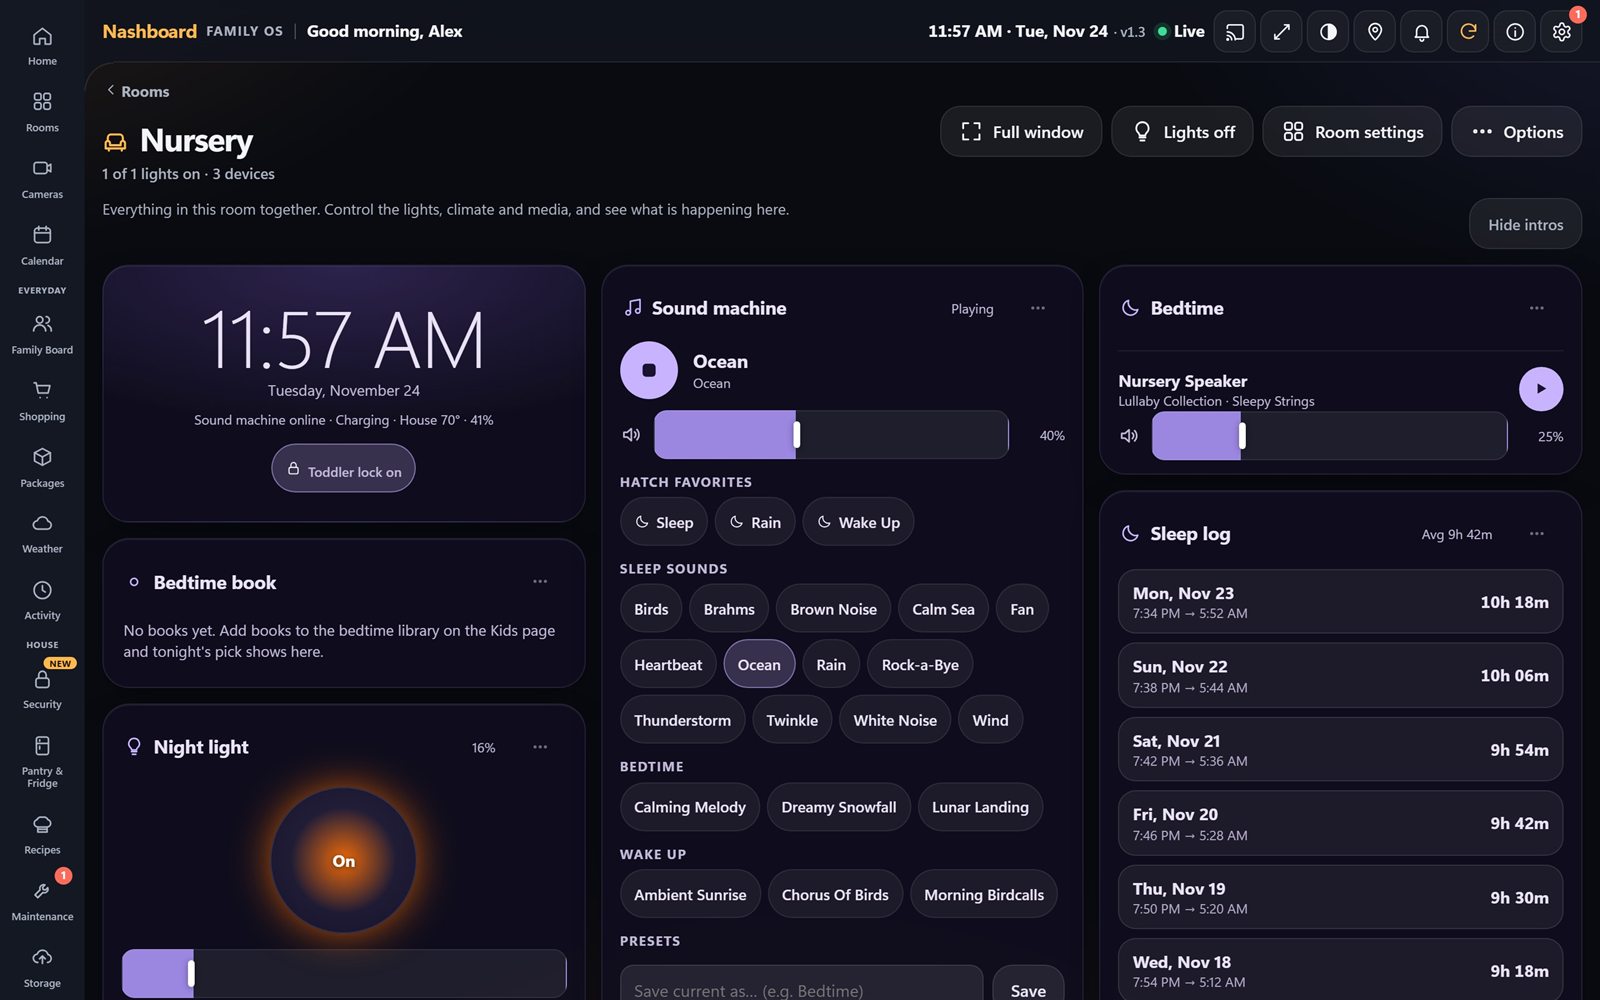 Nashboard FAMILY OS Good morning, Alex
11:57 AM · Tue, Nov 24 · v1.3 Live
1
Home
Rooms
Cameras
Calendar
EVERYDAY
Family Board
Shopping
Packages
Weather
Activity
HOUSE
NEW
Security
Pantry &
Fridge
Recipes
1
Maintenance
Storage
Rooms
Nursery
1 of 1 lights on · 3 devices
Everything in this room together. Control the lights, climate and media, and see what is happening here.
Full window
Lights off
Room settings
Options
Hide intros
11:57 AM
Tuesday, November 24
Sound machine online · Charging · House 70° · 41%
Toddler lock on
Bedtime book
No books yet. Add books to the bedtime library on the Kids page
and tonight's pick shows here.
Night light 16%
On
Sound machine Playing
Ocean
Ocean
40%
HATCH FAVORITES
Sleep Rain Wake Up
SLEEP SOUNDS
Birds Brahms Brown Noise Calm Sea Fan
Heartbeat Ocean Rain Rock-a-Bye
Thunderstorm Twinkle White Noise Wind
BEDTIME
Calming Melody Dreamy Snowfall Lunar Landing
WAKE UP
Ambient Sunrise Chorus Of Birds Morning Birdcalls
PRESETS
Save current as... (e.g. Bedtime) Save
Bedtime
Nursery Speaker
Lullaby Collection · Sleepy Strings
25%
Sleep log Avg 9h 42m
Mon, Nov 23
7:34 PM → 5:52 AM
10h 18m
Sun, Nov 22
7:38 PM → 5:44 AM
10h 06m
Sat, Nov 21
7:42 PM → 5:36 AM
9h 54m
Fri, Nov 20
7:46 PM → 5:28 AM
9h 42m
Thu, Nov 19
7:50 PM → 5:20 AM
9h 30m
Wed, Nov 18
7:54 PM → 5:12 AM
9h 18m